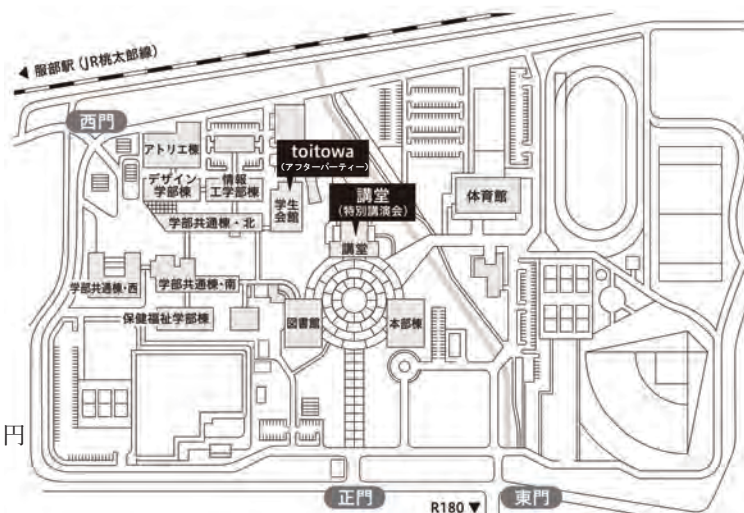 服部駅（JR桃太郎線）
西門
アトリエ棟
toitowa
（アフターパーティー）
デザイン
学部棟
情報
工学部棟
学生
会館
講堂
（特別講演会）
体育館
学部共通棟・北
講堂
学部共通棟・西
学部共通棟・南
保健福祉学部棟
図書館
本部棟
円
正門
R180▼
東門